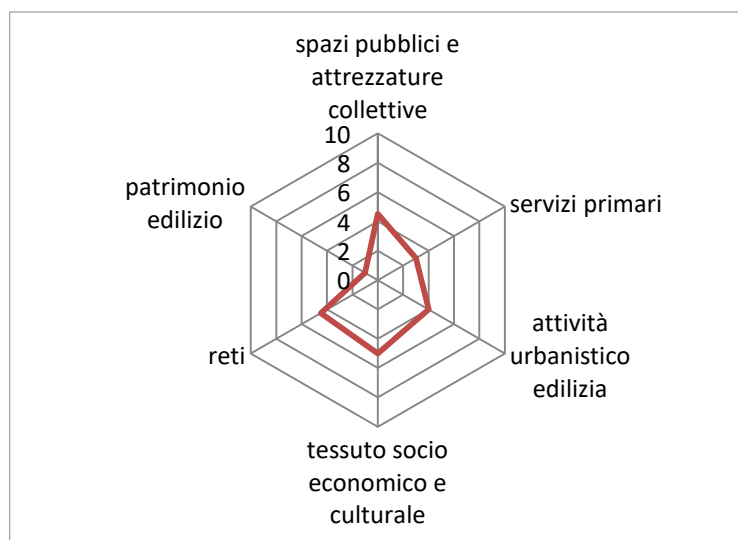 spazi pubblici e
attrezzature
collettive
10
8
6
4
2
0
servizi primari
attività
urbanistico
edilizia
tessuto socio
economico e
culturale
reti
patrimonio
edilizio